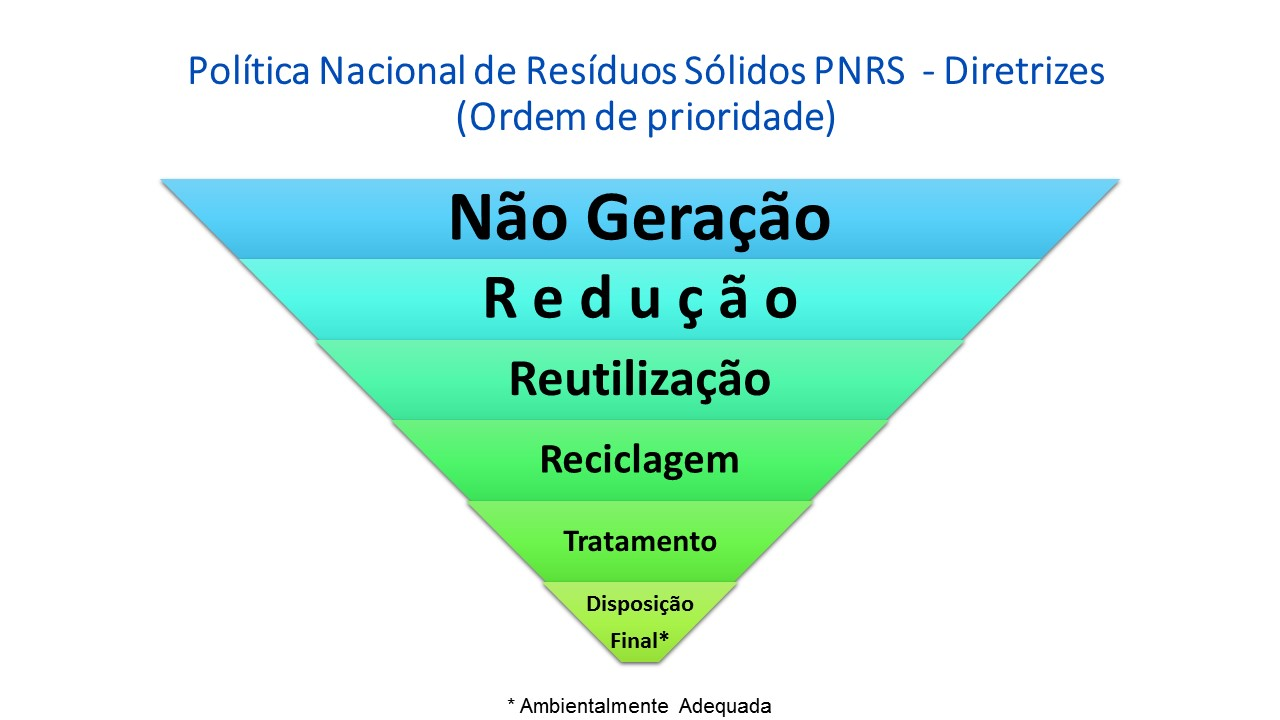 Política Nacional de Resíduos Sólidos PNRS - Diretrizes
(Ordem de prioridade)
Não Geração
R e d u ç ã o
Reutilização
Reciclagem
Tratamento
Disposição
Final*
* Ambientalmente Adequada